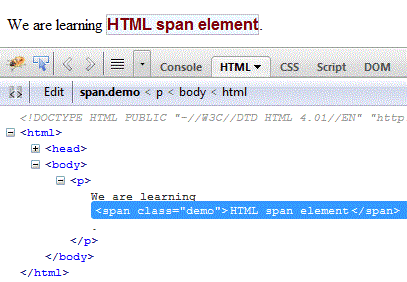 We are learning HTML span element.
Console HTML CSS Script DOM
Edit span.demo < p < body < html
<!DOCTYPE HTML PUBLIC "-//W3C//DTD HTML 4.01//EN" "http
<html>
<head>
<body>
<p>
We are learning
<span class="demo">HTML span element</span>
.
</p>
</body>
</html>